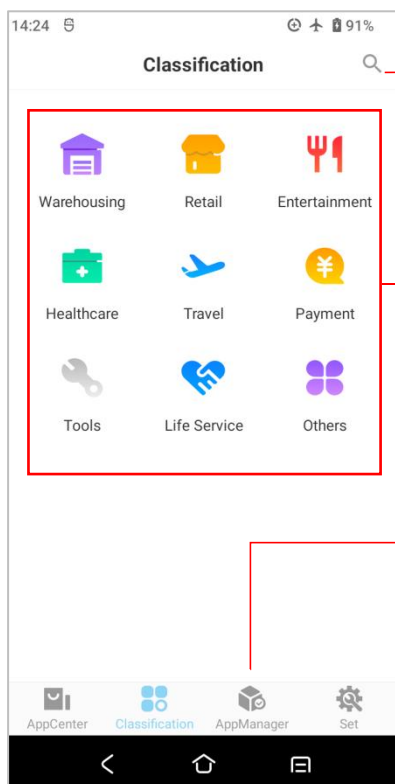 14:24 91%
Classification
Warehousing Retail Entertainment
Healthcare Travel Payment
Tools Life Service Others
AppCenter Classification AppManager Set